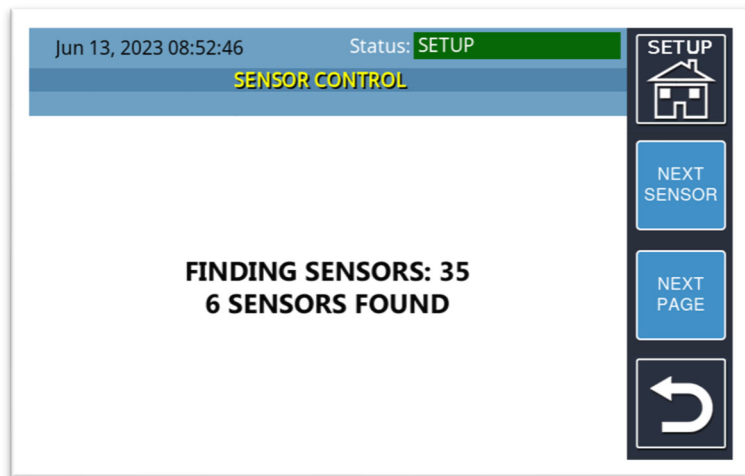 Jun 13, 2023 08:52:46 Status: SETUP
SENSOR CONTROL
FINDING SENSORS: 35
6 SENSORS FOUND
SETUP
NEXT
SENSOR
NEXT
PAGE